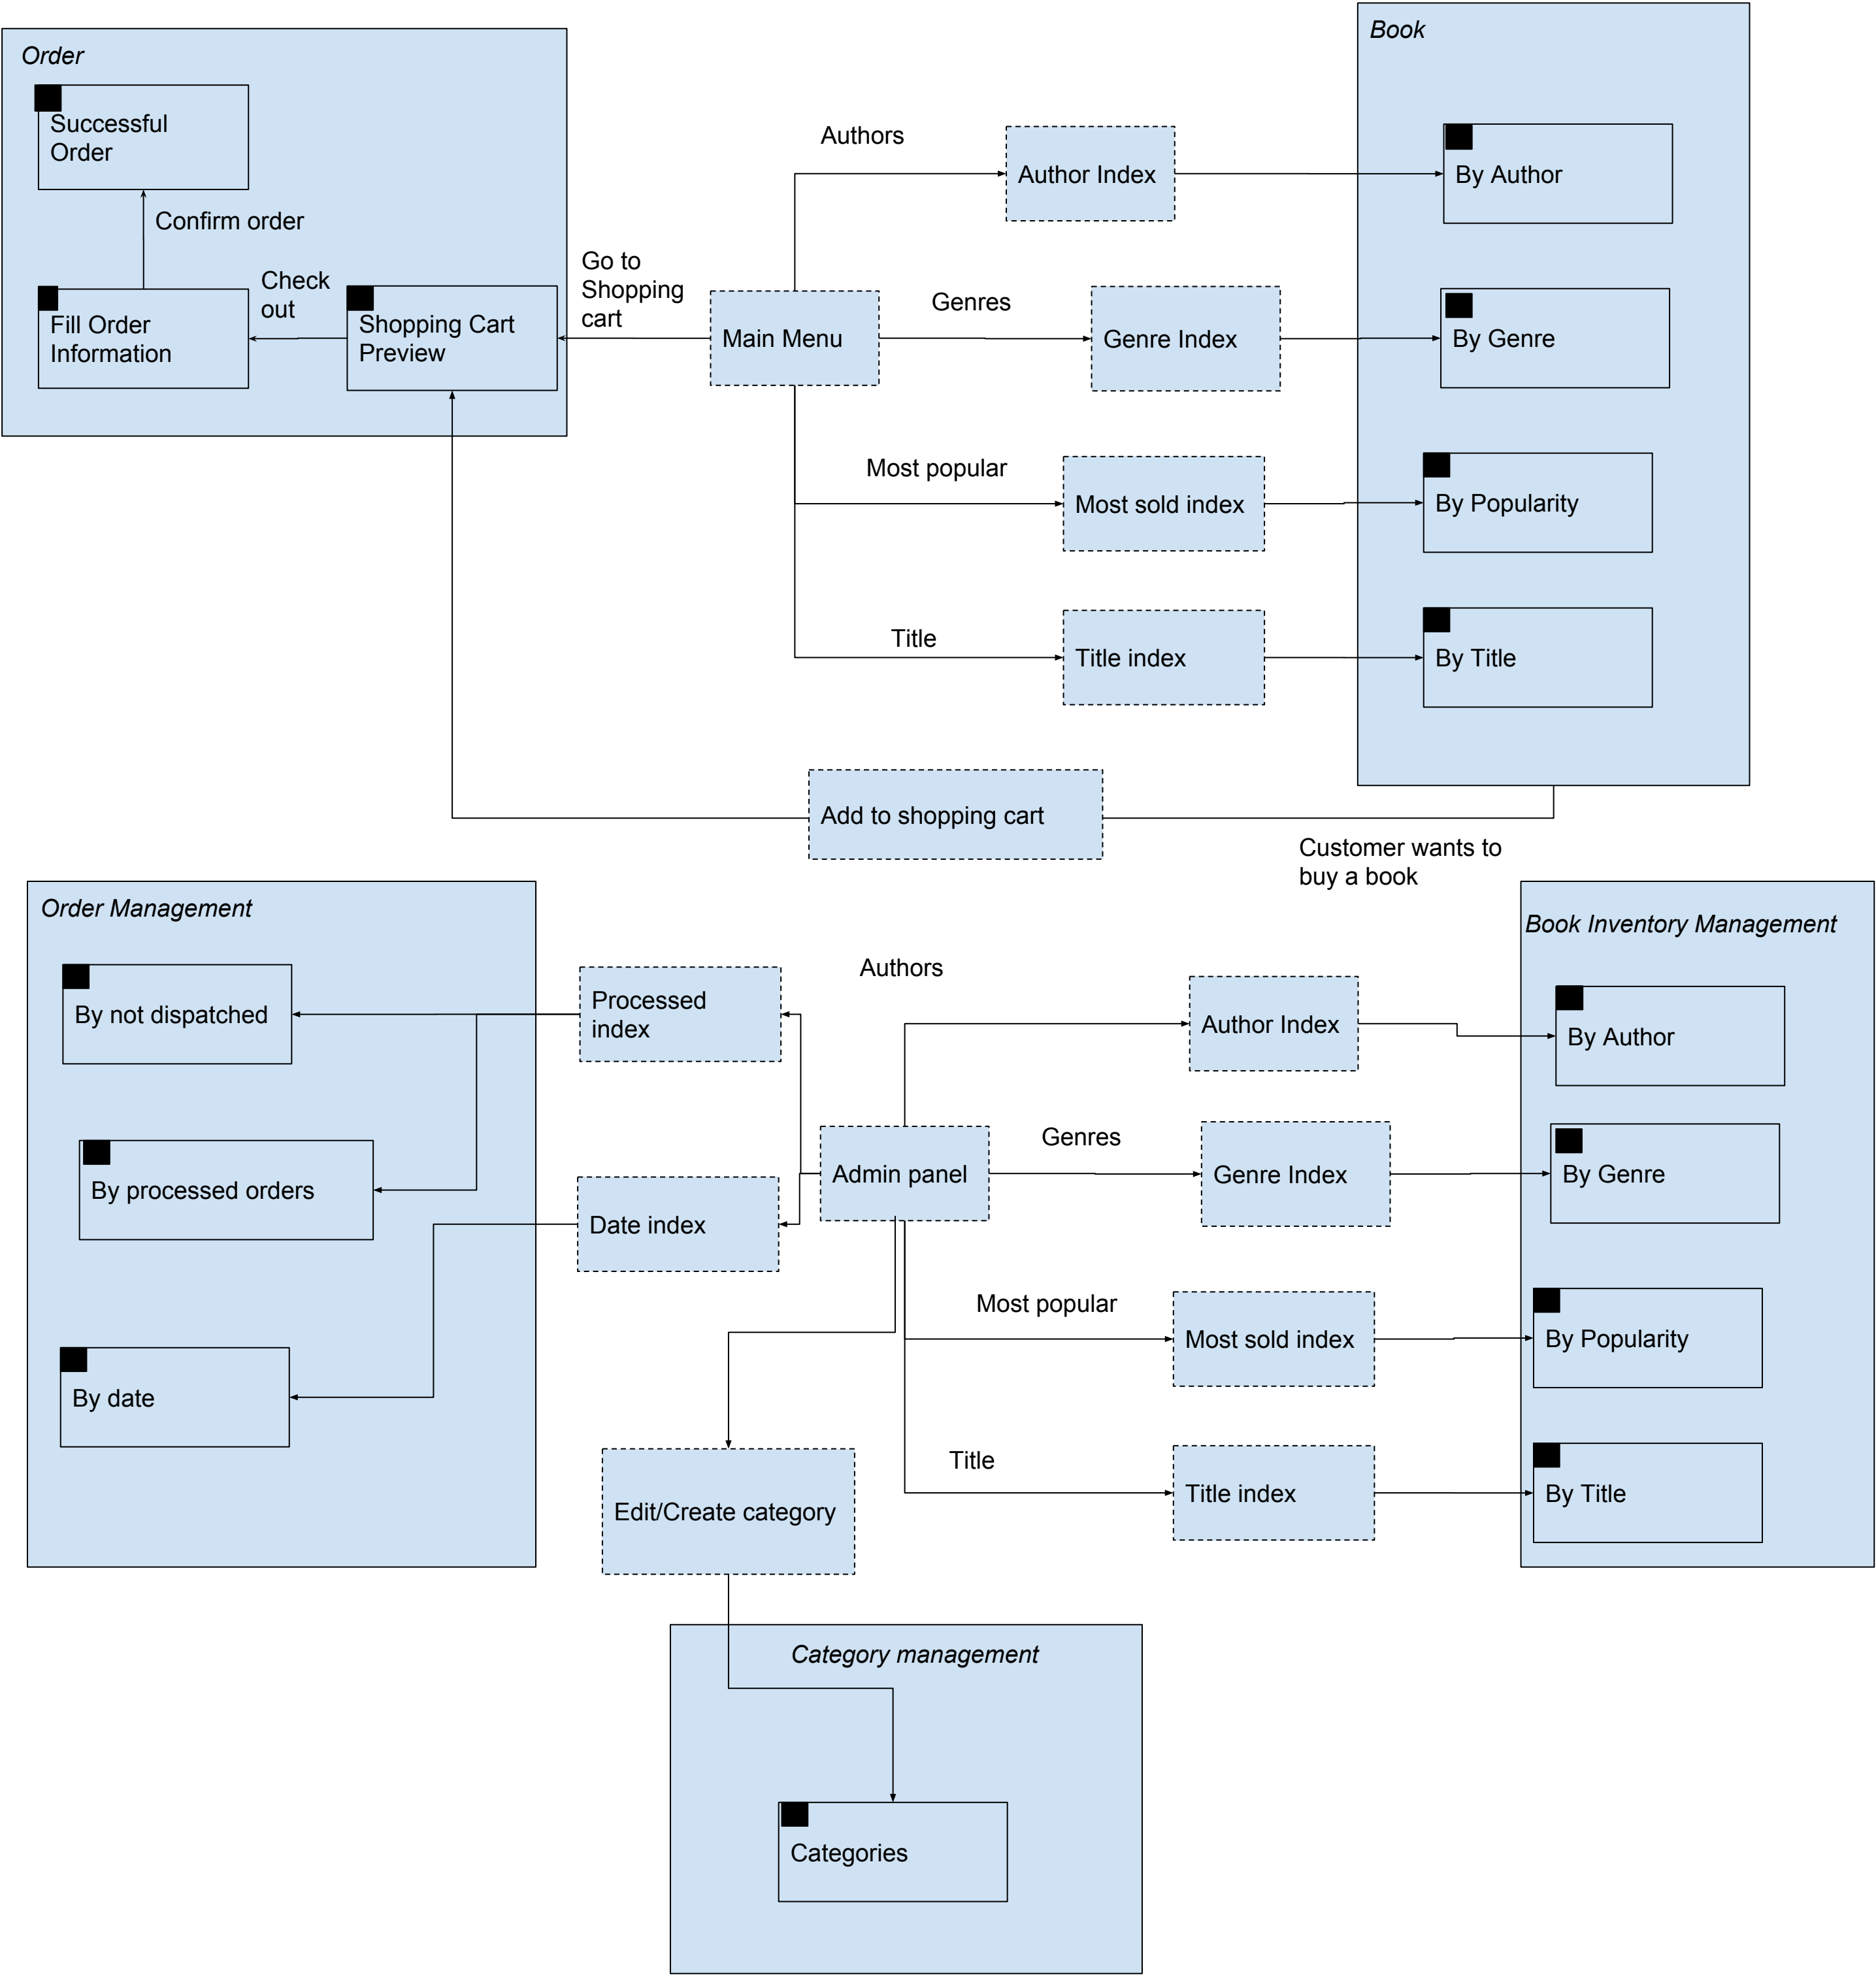 Order
Successful
Order
Confirm order
Check
out
Fill Order
Information
Shopping Cart
Preview
Go to
Shopping
cart
Main Menu
Authors
Author Index
Genres
Genre Index
Most popular
Most sold index
Title
Title index
Book
By Author
By Genre
By Popularity
By Title
Add to shopping cart
Customer wants to
buy a book
Order Management
By not dispatched
By processed orders
By date
Processed
index
Date index
Admin panel
Authors
Author Index
Genres
Genre Index
Most popular
Most sold index
Title
Title index
Book Inventory Management
By Author
By Genre
By Popularity
By Title
Edit/Create category
Category management
Categories